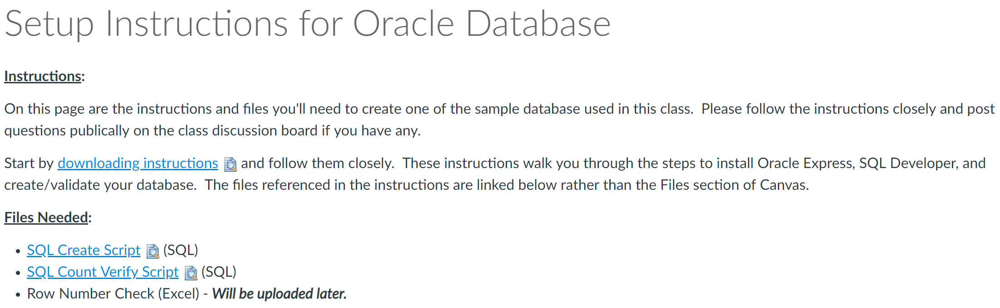 Setup Instructions for Oracle Database
Instructions:
On this page are the instructions and files you'll need to create one of the sample database used in this class.  Please follow the instructions closely and post
questions publically on the class discussion board if you have any.
Start by downloading instructions and follow them closely.  These instructions walk you through the steps to install Oracle Express, SQL Developer, and
create/validate your database.  The files referenced in the instructions are linked below rather than the Files section of Canvas.
Files Needed:
• SQL Create Script (SQL)
• SQL Count Verify Script (SQL)
• Row Number Check (Excel) - Will be uploaded later.